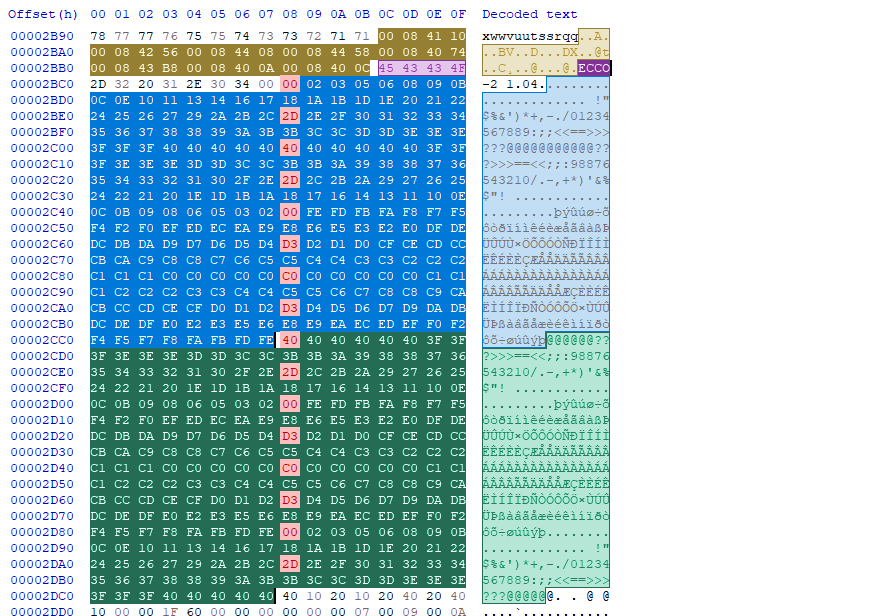 Offset(h) 00 01 02 03 04 05 06 07 08 09 0A 0B 0C 0D 0E 0F Decoded text
00002B90 78 77 77 76 75 75 74 73 73 72 71 71 00 08 41 10 xwwvuutssrqq..A.
00002BA0 00 08 42 56 00 08 44 08 00 08 44 58 00 08 40 74 ..BV..D...DX..@t
00002BB0 00 08 43 B8 00 08 40 0A 00 08 40 0C 45 43 43 4F ..C¸..@...@.ECCO
00002BC0 2D 32 20 31 2E 30 34 00 00 02 03 05 06 08 09 0B -2 1.04.........
00002BD0 0C 0E 10 11 13 14 16 17 18 1A 1B 1D 1E 20 21 22 ............. !"
00002BE0 24 25 26 27 29 2A 2B 2C 2D 2E 2F 30 31 32 33 34 $%&')*+,-./01234
00002BF0 35 36 37 38 38 39 3A 3B 3B 3C 3C 3D 3D 3E 3E 3E 567889:;;<<==>>>
00002C00 3F 3F 3F 40 40 40 40 40 40 40 40 40 40 40 3F 3F ???@@@@@@@@@@@??
00002C10 3F 3E 3E 3E 3D 3D 3C 3C 3B 3B 3A 39 38 38 37 36 ?>>>==<<;;:98876
00002C20 35 34 33 32 31 30 2F 2E 2D 2C 2B 2A 29 27 26 25 543210/.-,+*)'&%
00002C30 24 22 21 20 1E 1D 1B 1A 18 17 16 14 13 11 10 0E $"! ............
00002C40 0C 0B 09 08 06 05 03 02 00 FE FD FB FA F8 F7 F5 .........þýûúø÷õ
00002C50 F4 F2 F0 EF ED EC EA E9 E8 E6 E5 E3 E2 E0 DF DE ôòðïíìêéèæåãâàßÞ
00002C60 DC DB DA D9 D7 D6 D5 D4 D3 D2 D1 D0 CF CE CD CC ÜÛÚÙ×ÖÕÔÓÒÑÐÏÎÍÌ
00002C70 CB CA C9 C8 C8 C7 C6 C5 C5 C4 C4 C3 C3 C2 C2 C2 ËÊÉÈÈÇÆÅÅÄÄÃÃÂÂÂ
00002C80 C1 C1 C1 C0 C0 C0 C0 C0 C0 C0 C0 C0 C0 C0 C1 C1 ÁÁÁÀÀÀÀÀÀÀÀÀÀÀÁÁ
00002C90 C1 C2 C2 C2 C3 C3 C4 C4 C5 C5 C6 C7 C8 C8 C9 CA ÁÂÂÂÃÃÄÄÅÅÆÇÈÈÉÊ
00002CA0 CB CC CD CE CF D0 D1 D2 D3 D4 D5 D6 D7 D9 DA DB ËÌÍÎÏÐÑÒÓÔÕÖ×ÙÚÛ
00002CB0 DC DE DF E0 E2 E3 E5 E6 E8 E9 EA EC ED EF F0 F2 ÜÞßàâãåæèéêìíïðò
00002CC0 F4 F5 F7 F8 FA FB FD FE 40 40 40 40 40 40 3F 3F ôõ÷øúûýþ@@@@@@??
00002CD0 3F 3E 3E 3E 3D 3D 3C 3C 3B 3B 3A 39 38 38 37 36 ?>>>==<<;;:98876
00002CE0 35 34 33 32 31 30 2F 2E 2D 2C 2B 2A 29 27 26 25 543210/.-,+*)'&%
00002CF0 24 22 21 20 1E 1D 1B 1A 18 17 16 14 13 11 10 0E $"! ............
00002D00 0C 0B 09 08 06 05 03 02 00 FE FD FB FA F8 F7 F5 .........þýûúø÷õ
00002D10 F4 F2 F0 EF ED EC EA E9 E8 E6 E5 E3 E2 E0 DF DE ôòðïíìêéèæåãâàßÞ
00002D20 DC DB DA D9 D7 D6 D5 D4 D3 D2 D1 D0 CF CE CD CC ÜÛÚÙ×ÖÕÔÓÒÑÐÏÎÍÌ
00002D30 CB CA C9 C8 C8 C7 C6 C5 C5 C4 C4 C3 C3 C2 C2 C2 ËÊÉÈÈÇÆÅÅÄÄÃÃÂÂÂ
00002D40 C1 C1 C1 C0 C0 C0 C0 C0 C0 C0 C0 C0 C0 C0 C1 C1 ÁÁÁÀÀÀÀÀÀÀÀÀÀÀÁÁ
00002D50 C1 C2 C2 C2 C3 C3 C4 C4 C5 C5 C6 C7 C8 C8 C9 CA ÁÂÂÂÃÃÄÄÅÅÆÇÈÈÉÊ
00002D60 CB CC CD CE CF D0 D1 D2 D3 D4 D5 D6 D7 D9 DA DB ËÌÍÎÏÐÑÒÓÔÕÖ×ÙÚÛ
00002D70 DC DE DF E0 E2 E3 E5 E6 E8 E9 EA EC ED EF F0 F2 ÜÞßàâãåæèéêìíïðò
00002D80 F4 F5 F7 F8 FA FB FD FE 00 02 03 05 06 08 09 0B ôõ÷øúûýþ........
00002D90 0C 0E 10 11 13 14 16 17 18 1A 1B 1D 1E 20 21 22 ............. !"
00002DA0 24 25 26 27 29 2A 2B 2C 2D 2E 2F 30 31 32 33 34 $%&')*+,-./01234
00002DB0 35 36 37 38 38 39 3A 3B 3B 3C 3C 3D 3D 3E 3E 3E 567889:;;<<==>>>
00002DC0 3F 3F 3F 40 40 40 40 40 40 10 20 10 20 40 20 40 ???@@@@@@. . @ @
00002DD0 10 00 00 1F 60 00 00 00 00 00 00 07 00 09 00 0A ....`...........